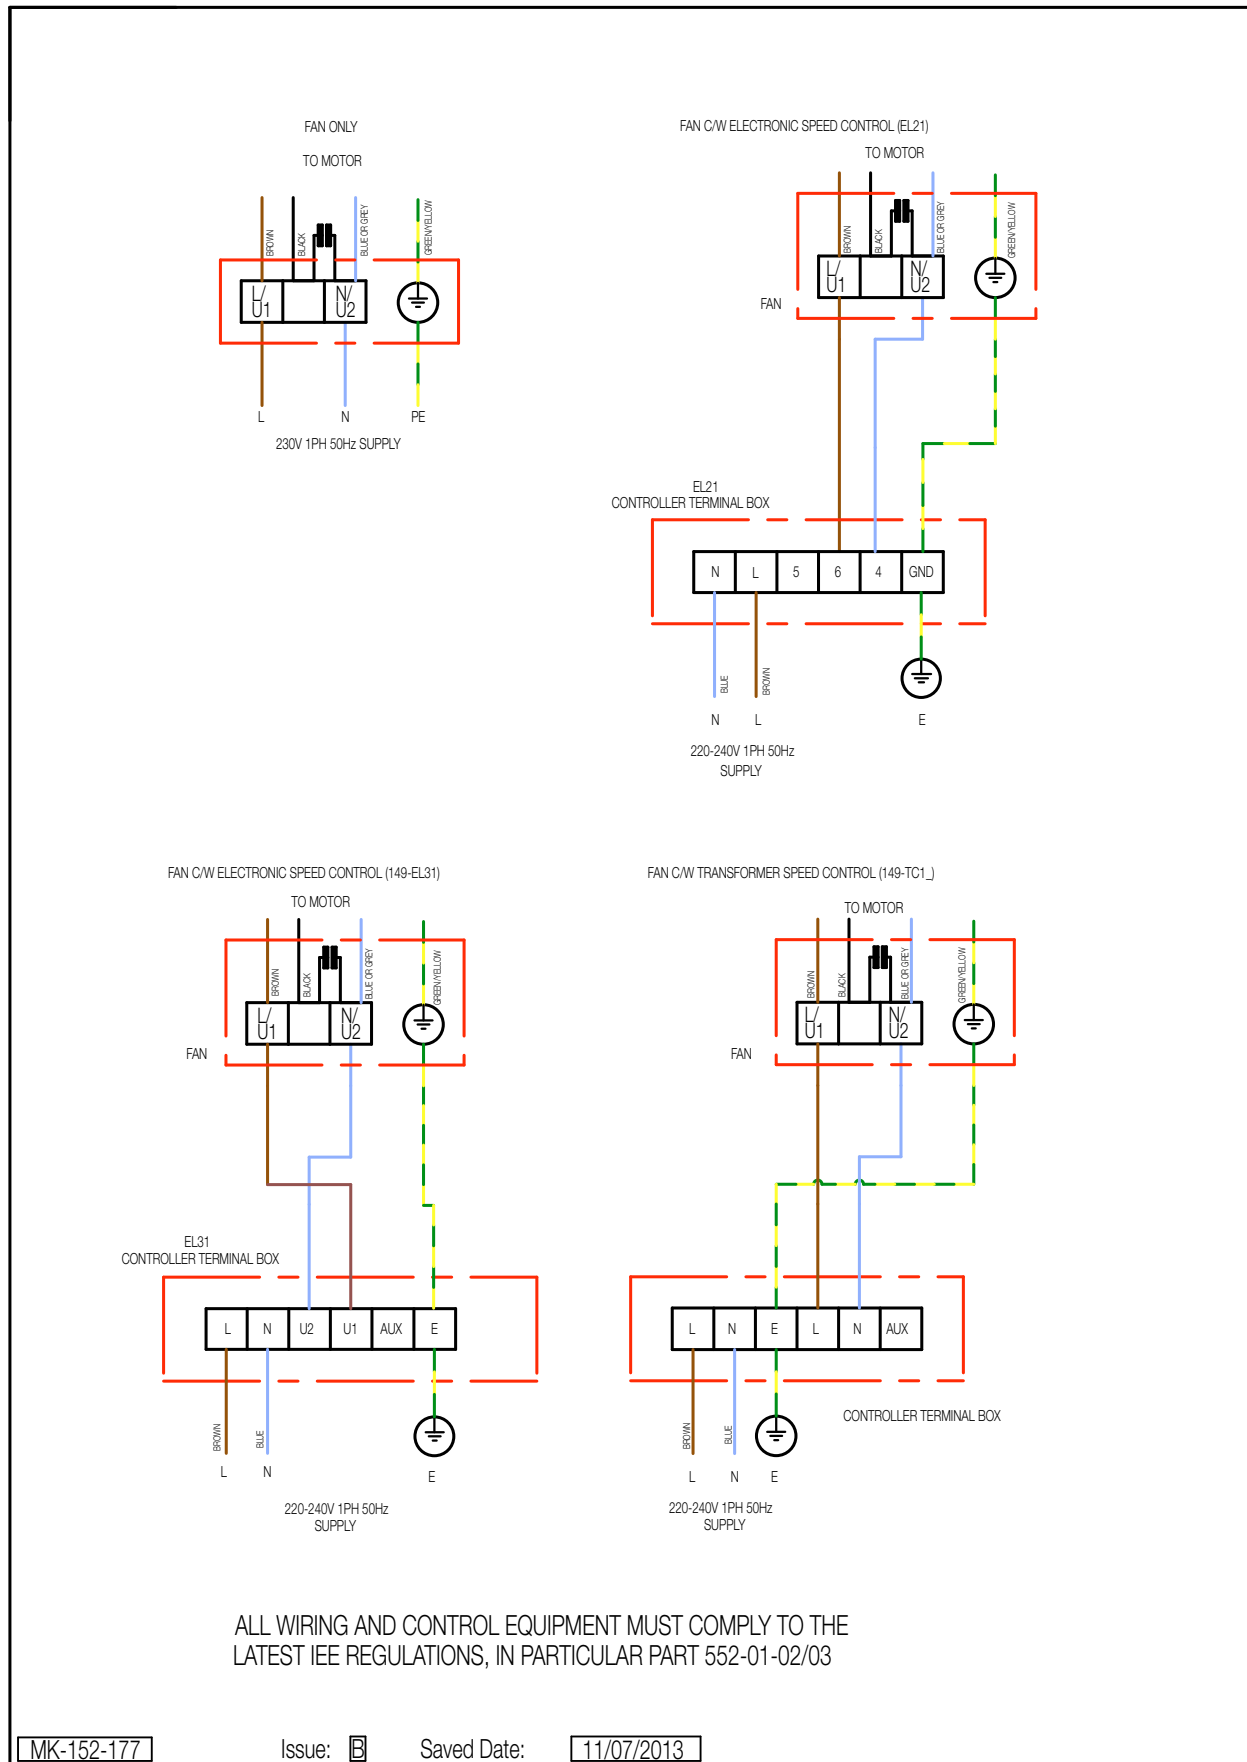 FAN ONLY
TO MOTOR
BROWN
BLACK
BLUE OR GREY
GREEN/YELLOW
L/
U1
N/
U2
L
N
PE
230V 1PH 50Hz SUPPLY
FAN C/W ELECTRONIC SPEED CONTROL (EL21)
TO MOTOR
BROWN
BLACK
BLUE OR GREY
GREEN/YELLOW
L/
U1
N/
U2
FAN
EL21
CONTROLLER TERMINAL BOX
N
L
5
6
4
GND
BLUE
BROWN
N
L
E
220-240V 1PH 50Hz
SUPPLY
FAN C/W ELECTRONIC SPEED CONTROL (149-EL31)
TO MOTOR
BROWN
BLACK
BLUE OR GREY
GREEN/YELLOW
L/
U1
N/
U2
FAN
EL31
CONTROLLER TERMINAL BOX
L
N
U2
U1
AUX
E
BROWN
BLUE
L
N
E
220-240V 1PH 50Hz
SUPPLY
FAN C/W TRANSFORMER SPEED CONTROL (149-TC1_)
TO MOTOR
BROWN
BLACK
BLUE OR GREY
GREEN/YELLOW
L/
U1
N/
U2
FAN
L
N
E
L
N
AUX
CONTROLLER TERMINAL BOX
BROWN
BLUE
L
N
E
220-240V 1PH 50Hz
SUPPLY
ALL WIRING AND CONTROL EQUIPMENT MUST COMPLY TO THE
LATEST IEE REGULATIONS, IN PARTICULAR PART 552-01-02/03
MK-152-177
Issue: B
Saved Date: 11/07/2013